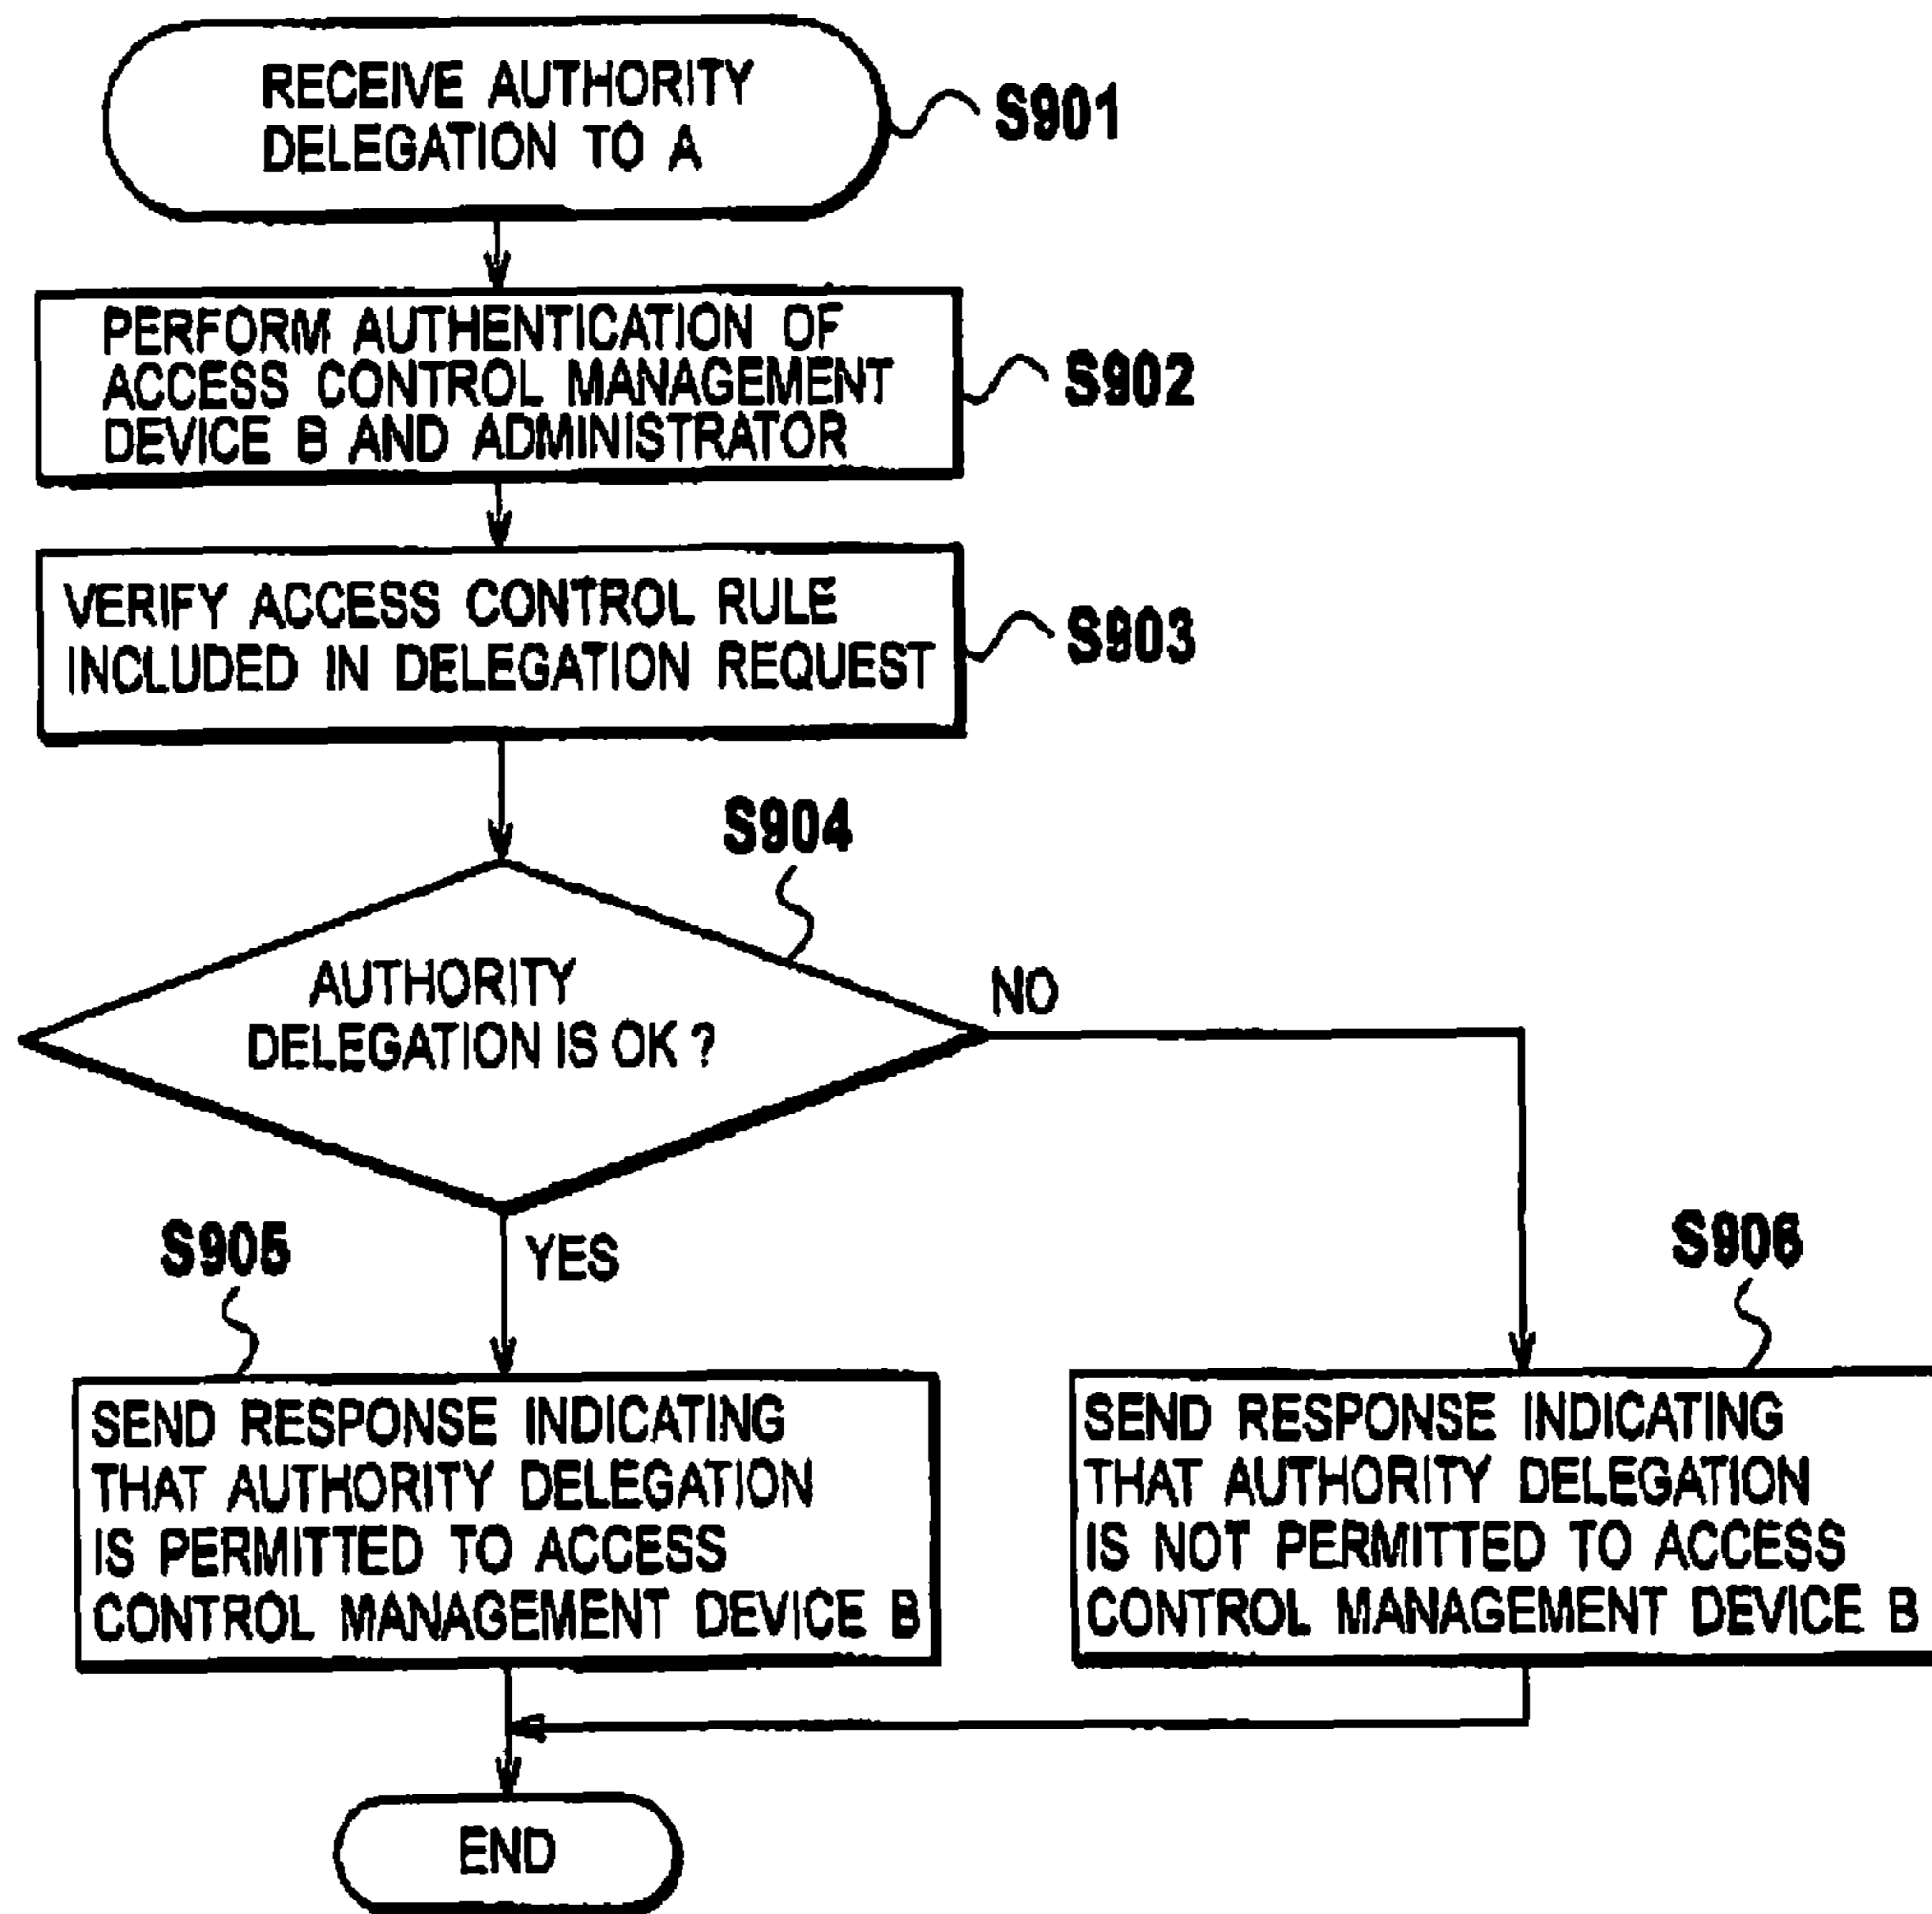 RECEIVE AUTHORITY
DELEGATION TO A
S901
PERFORM AUTHENTICATION OF
ACCESS CONTROL MANAGEMENT
DEVICE B AND ADMINISTRATOR
S902
VERIFY ACCESS CONTROL RULE
INCLUDED IN DELEGATION REQUEST
S903
S904
AUTHORITY
DELEGATION IS OK ?
NO
YES
S905
SEND RESPONSE INDICATING
THAT AUTHORITY DELEGATION
IS PERMITTED TO ACCESS
CONTROL MANAGEMENT DEVICE B
S906
SEND RESPONSE INDICATING
THAT AUTHORITY DELEGATION
IS NOT PERMITTED TO ACCESS
CONTROL MANAGEMENT DEVICE B
END